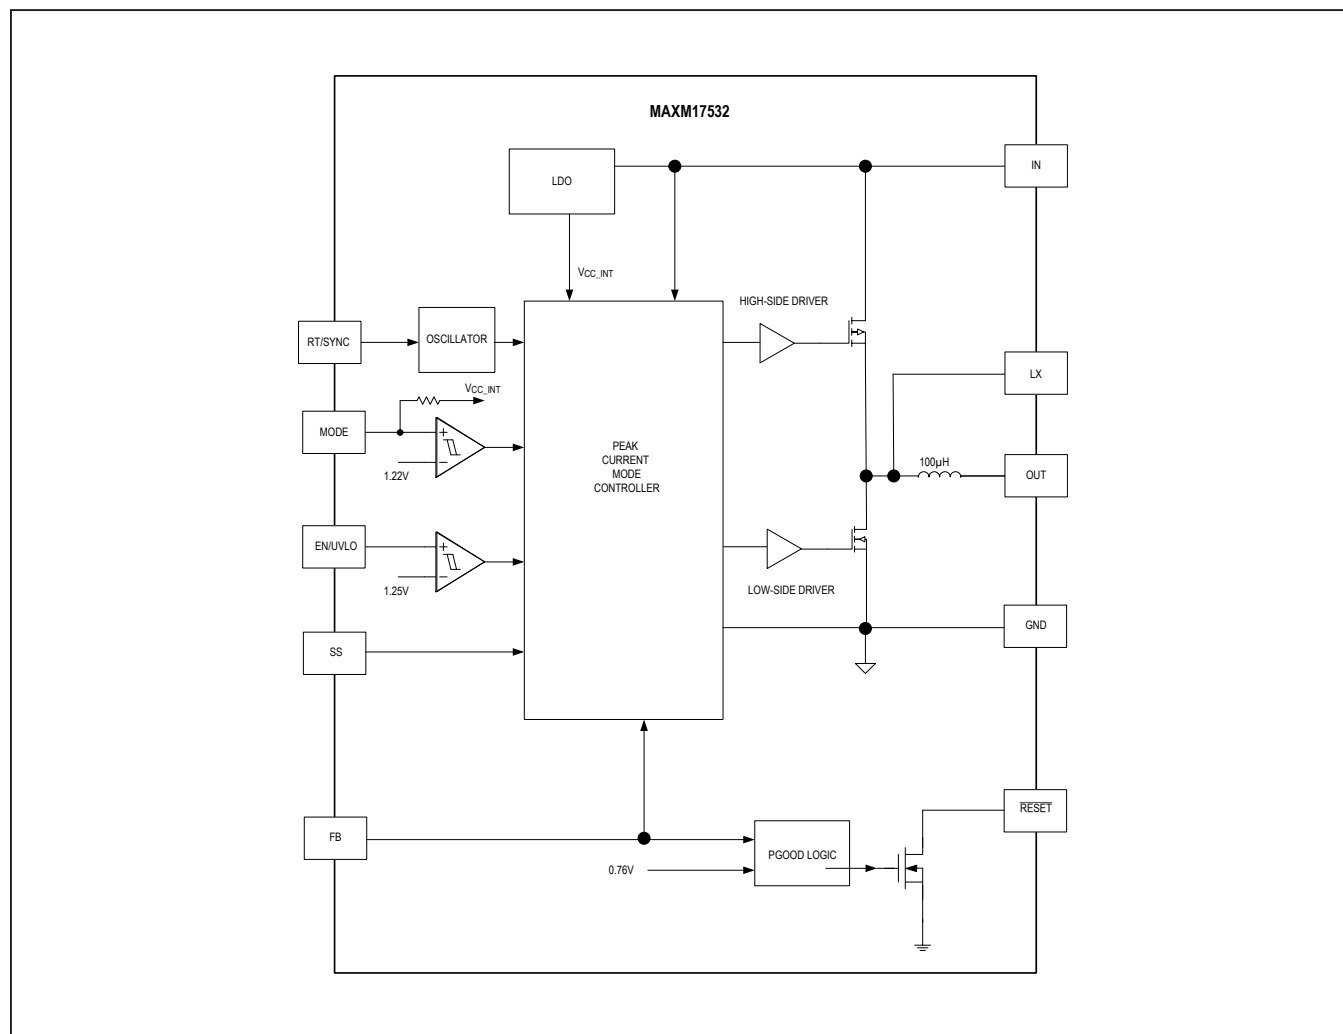 MAXM17532
LDO
IN
VCC_INT
HIGH-SIDE DRIVER
RT/SYNC
OSCILLATOR
LX
VCC_INT
MODE
+
−
1.22V
PEAK
CURRENT
MODE
CONTROLLER
100µH
OUT
EN/UVLO
+
−
1.25V
LOW-SIDE DRIVER
GND
SS
RESET
FB
PGOOD LOGIC
0.76V